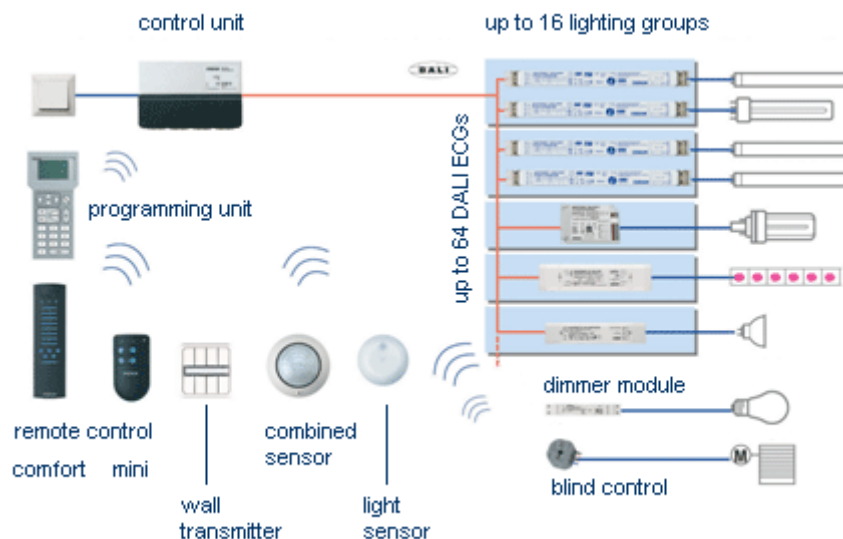 control unit
up to 16 lighting groups
DALI
up to 64 DALI ECGs
programming unit
remote control
comfort mini
wall
transmitter
combined
sensor
light
sensor
dimmer module
M
blind control